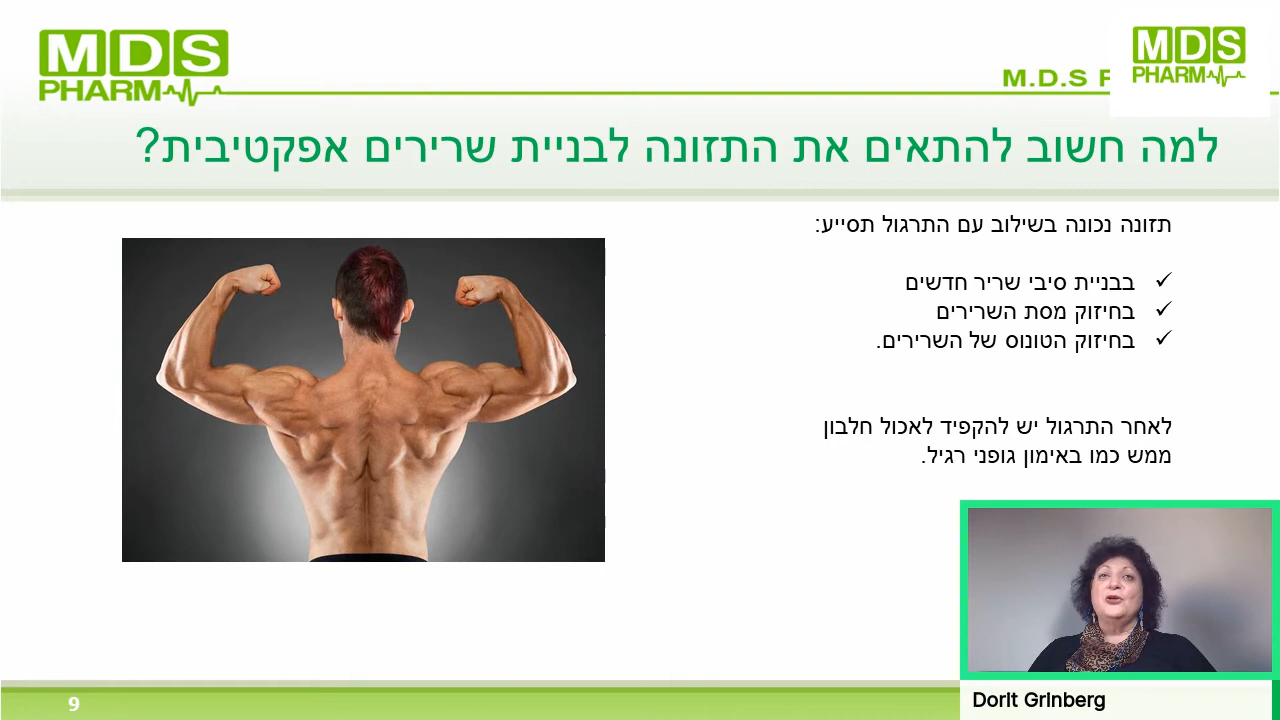 MDS
PHARM
M.D.S P
MDS
PHARM
למה חשוב להתאים את התזונה לבניית שרירים אפקטיבית?
תזונה נכונה בשילוב עם התרגול תסייע:
✓ בבניית סיבי שריר חדשים
✓ בחיזוק מסת השרירים
✓ בחיזוק הטונוס של השרירים.
לאחר התרגול יש להקפיד לאכול חלבון
ממש כמו באימון גופני רגיל.
Dorit Grinberg
9